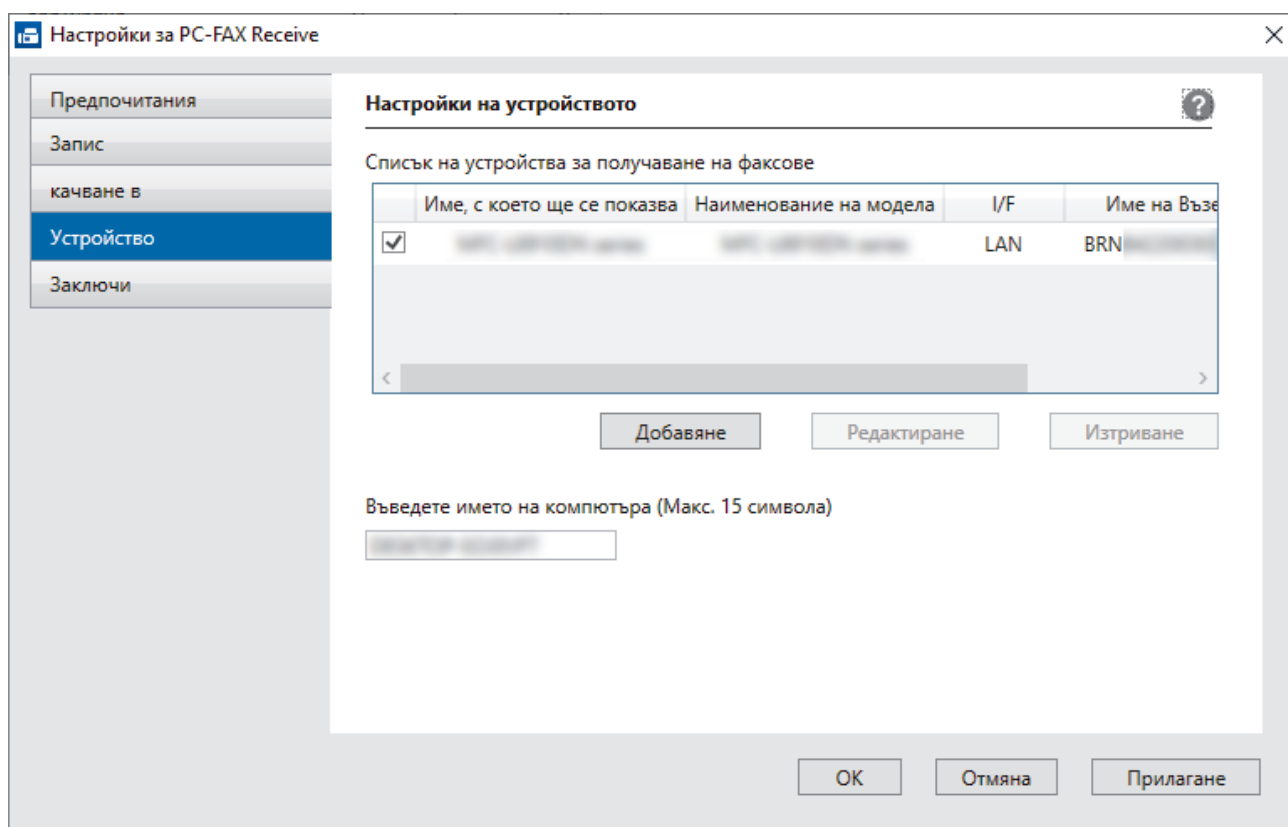 Настройки за PC-FAX Receive
Предпочитания
Запис
качване в
Устройство
Заключи
Настройки на устройството
?
Списък на устройства за получаване на факсове
Име, с което ще се показва Наименование на модела I/F Име на Възе
LAN BRN
Добавяне Редактиране Изтриване
Въведете името на компютъра (Макс. 15 символа)
OK Отмяна Прилагане